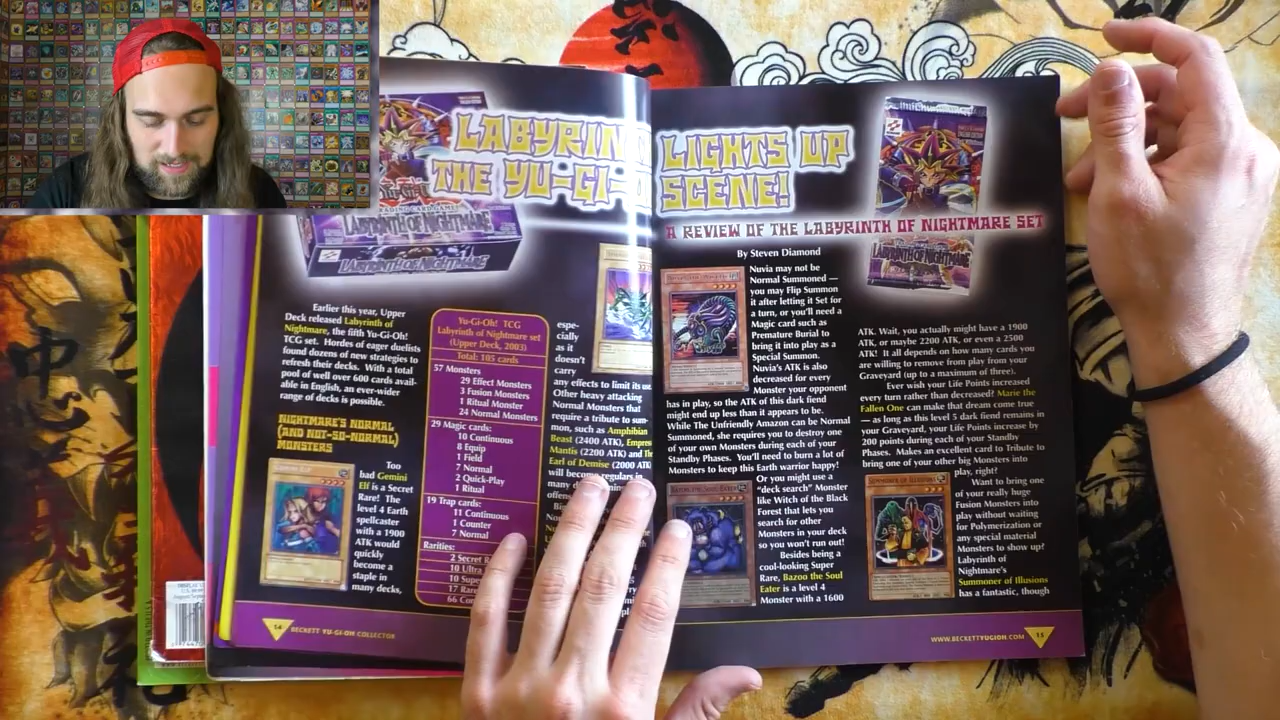 LABYRIN
THE YU-GI-O
LIGHTS UP
SCENE!
A REVIEW OF THE LABYRINTH OF NIGHTMARE SET
LABYRINTH OF NIGHTMARE
LABYRINTH OF NIGHTMARE
Earlier this year, Upper
Deck released Labyrinth of
Nightmare, the fifth Yu-Gi-Oh!
TCG set. Hordes of eager duelists
found dozens of new strategies to
refresh their decks. With a total
pool of well over 600 cards avail-
able in English, an ever-wider
range of decks is possible.
NIGHTMARE'S NORMAL
(AND NOT-SO-NORMAL)
MONSTERS
Too
bad Gemini
Elf is a Secret
Rare! The
level 4 Earth
spellcaster
with a 1900
ATK would
quickly
become a
staple in
many decks,
Yu-Gi-Oh! TCG
Labyrinth of Nightmare set
(Upper Deck, 2003)
Total: 105 cards
57 Monsters
29 Effect Monsters
3 Fusion Monsters
1 Ritual Monster
24 Normal Monsters
29 Magic cards:
10 Continuous
8 Equip
1 Field
7 Normal
2 Quick-Play
1 Ritual
19 Trap cards:
11 Continuous
1 Counter
7 Normal
Rarities:
2 Secret R
10 Ultra
10 Super
17 Rare
66 Com
espe-
cially
as it
doesn't
carry
any effects to limit its use.
Other heavy attacking
Normal Monsters that
require a tribute to sum-
mon, such as Amphibian
Beast (2400 ATK), Empress
Mantis (2200 ATK) and The
Earl of Demise (2000 ATK)
will become regulars in
many
By Steven Diamond
Nuvia may not be
Normal Summoned —
you may Flip Summon
it after letting it Set for
a turn, or you'll need a
Magic card such as
Premature Burial to
bring it into play as a
Special Summon.
Nuvia's ATK is also
decreased for every
Monster your opponent
has in play, so the ATK of this dark fiend
might end up less than it appears to be.
While The Unfriendly Amazon can be Normal
Summoned, she requires you to destroy one
of your own Monsters during each of your
Standby Phases. You'll need to burn a lot of
Monsters to keep this Earth warrior happy!
Or you might use a
"deck search" Monster
like Witch of the Black
Forest that lets you
search for other
Monsters in your deck
so you won't run out!
Besides being a
cool-looking Super
Rare, Bazoo the Soul
Eater is a level 4
Monster with a 1600
ATK. Wait, you actually might have a 1900
ATK, or maybe 2200 ATK, or even a 2500
ATK! It all depends on how many cards you
are willing to remove from play from your
Graveyard (up to a maximum of three).
Ever wish your Life Points increased
every turn rather than decreased? Marie the
Fallen One can make that dream come true
— as long as this level 5 dark fiend remains in
your Graveyard, your Life Points increase by
200 points during each of your Standby
Phases. Makes an excellent card to Tribute to
bring one of your other big Monsters into
play, right?
Want to bring one
of your really huge
Fusion Monsters into
play without waiting
for Polymerization or
any special material
Monsters to show up?
Labyrinth of
Nightmare's
Summoner of Illusions
has a fantastic, though
14 BECKETT YU-GI-OH COLLECTOR
WWW.BECKETTYUGIOH.COM 15